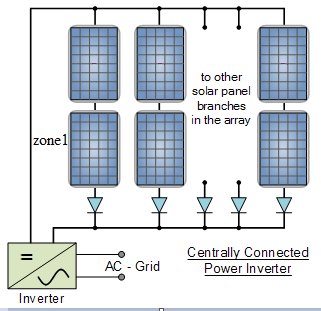 to other
solar panel
branches
in the array
zone1
Centrally Connected
Power Inverter
AC - Grid
Inverter